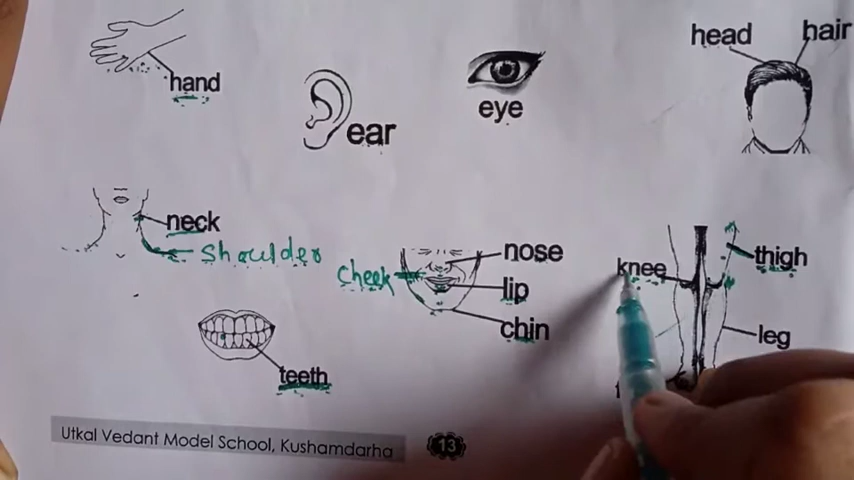 head
hair
hand
ear
eye
neck
shoulder
cheek
nose
lip
chin
knee
thigh
leg
teeth
Utkal Vedant Model School, Kushamdarha
13